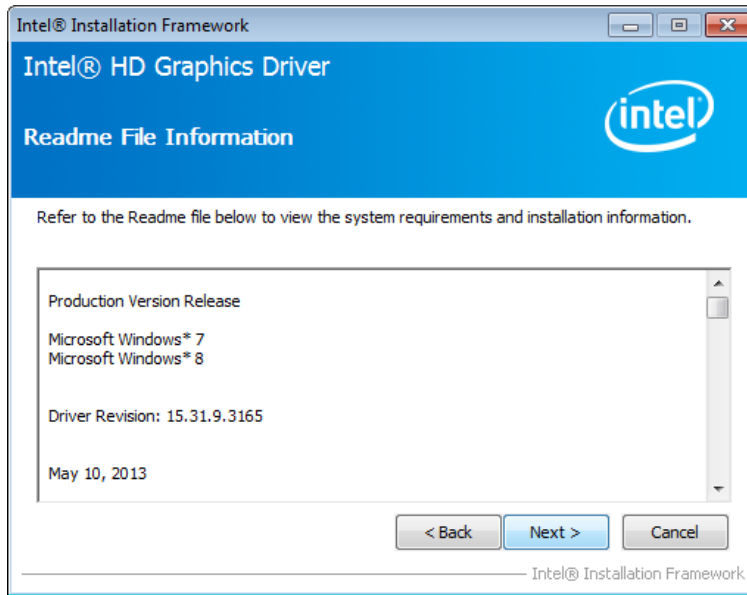 Intel® Installation Framework
Intel® HD Graphics Driver
intel
Readme File Information
Refer to the Readme file below to view the system requirements and installation information.
Production Version Release
Microsoft Windows* 7
Microsoft Windows* 8
Driver Revision: 15.31.9.3165
May 10, 2013
< Back Next > Cancel
Intel® Installation Framework